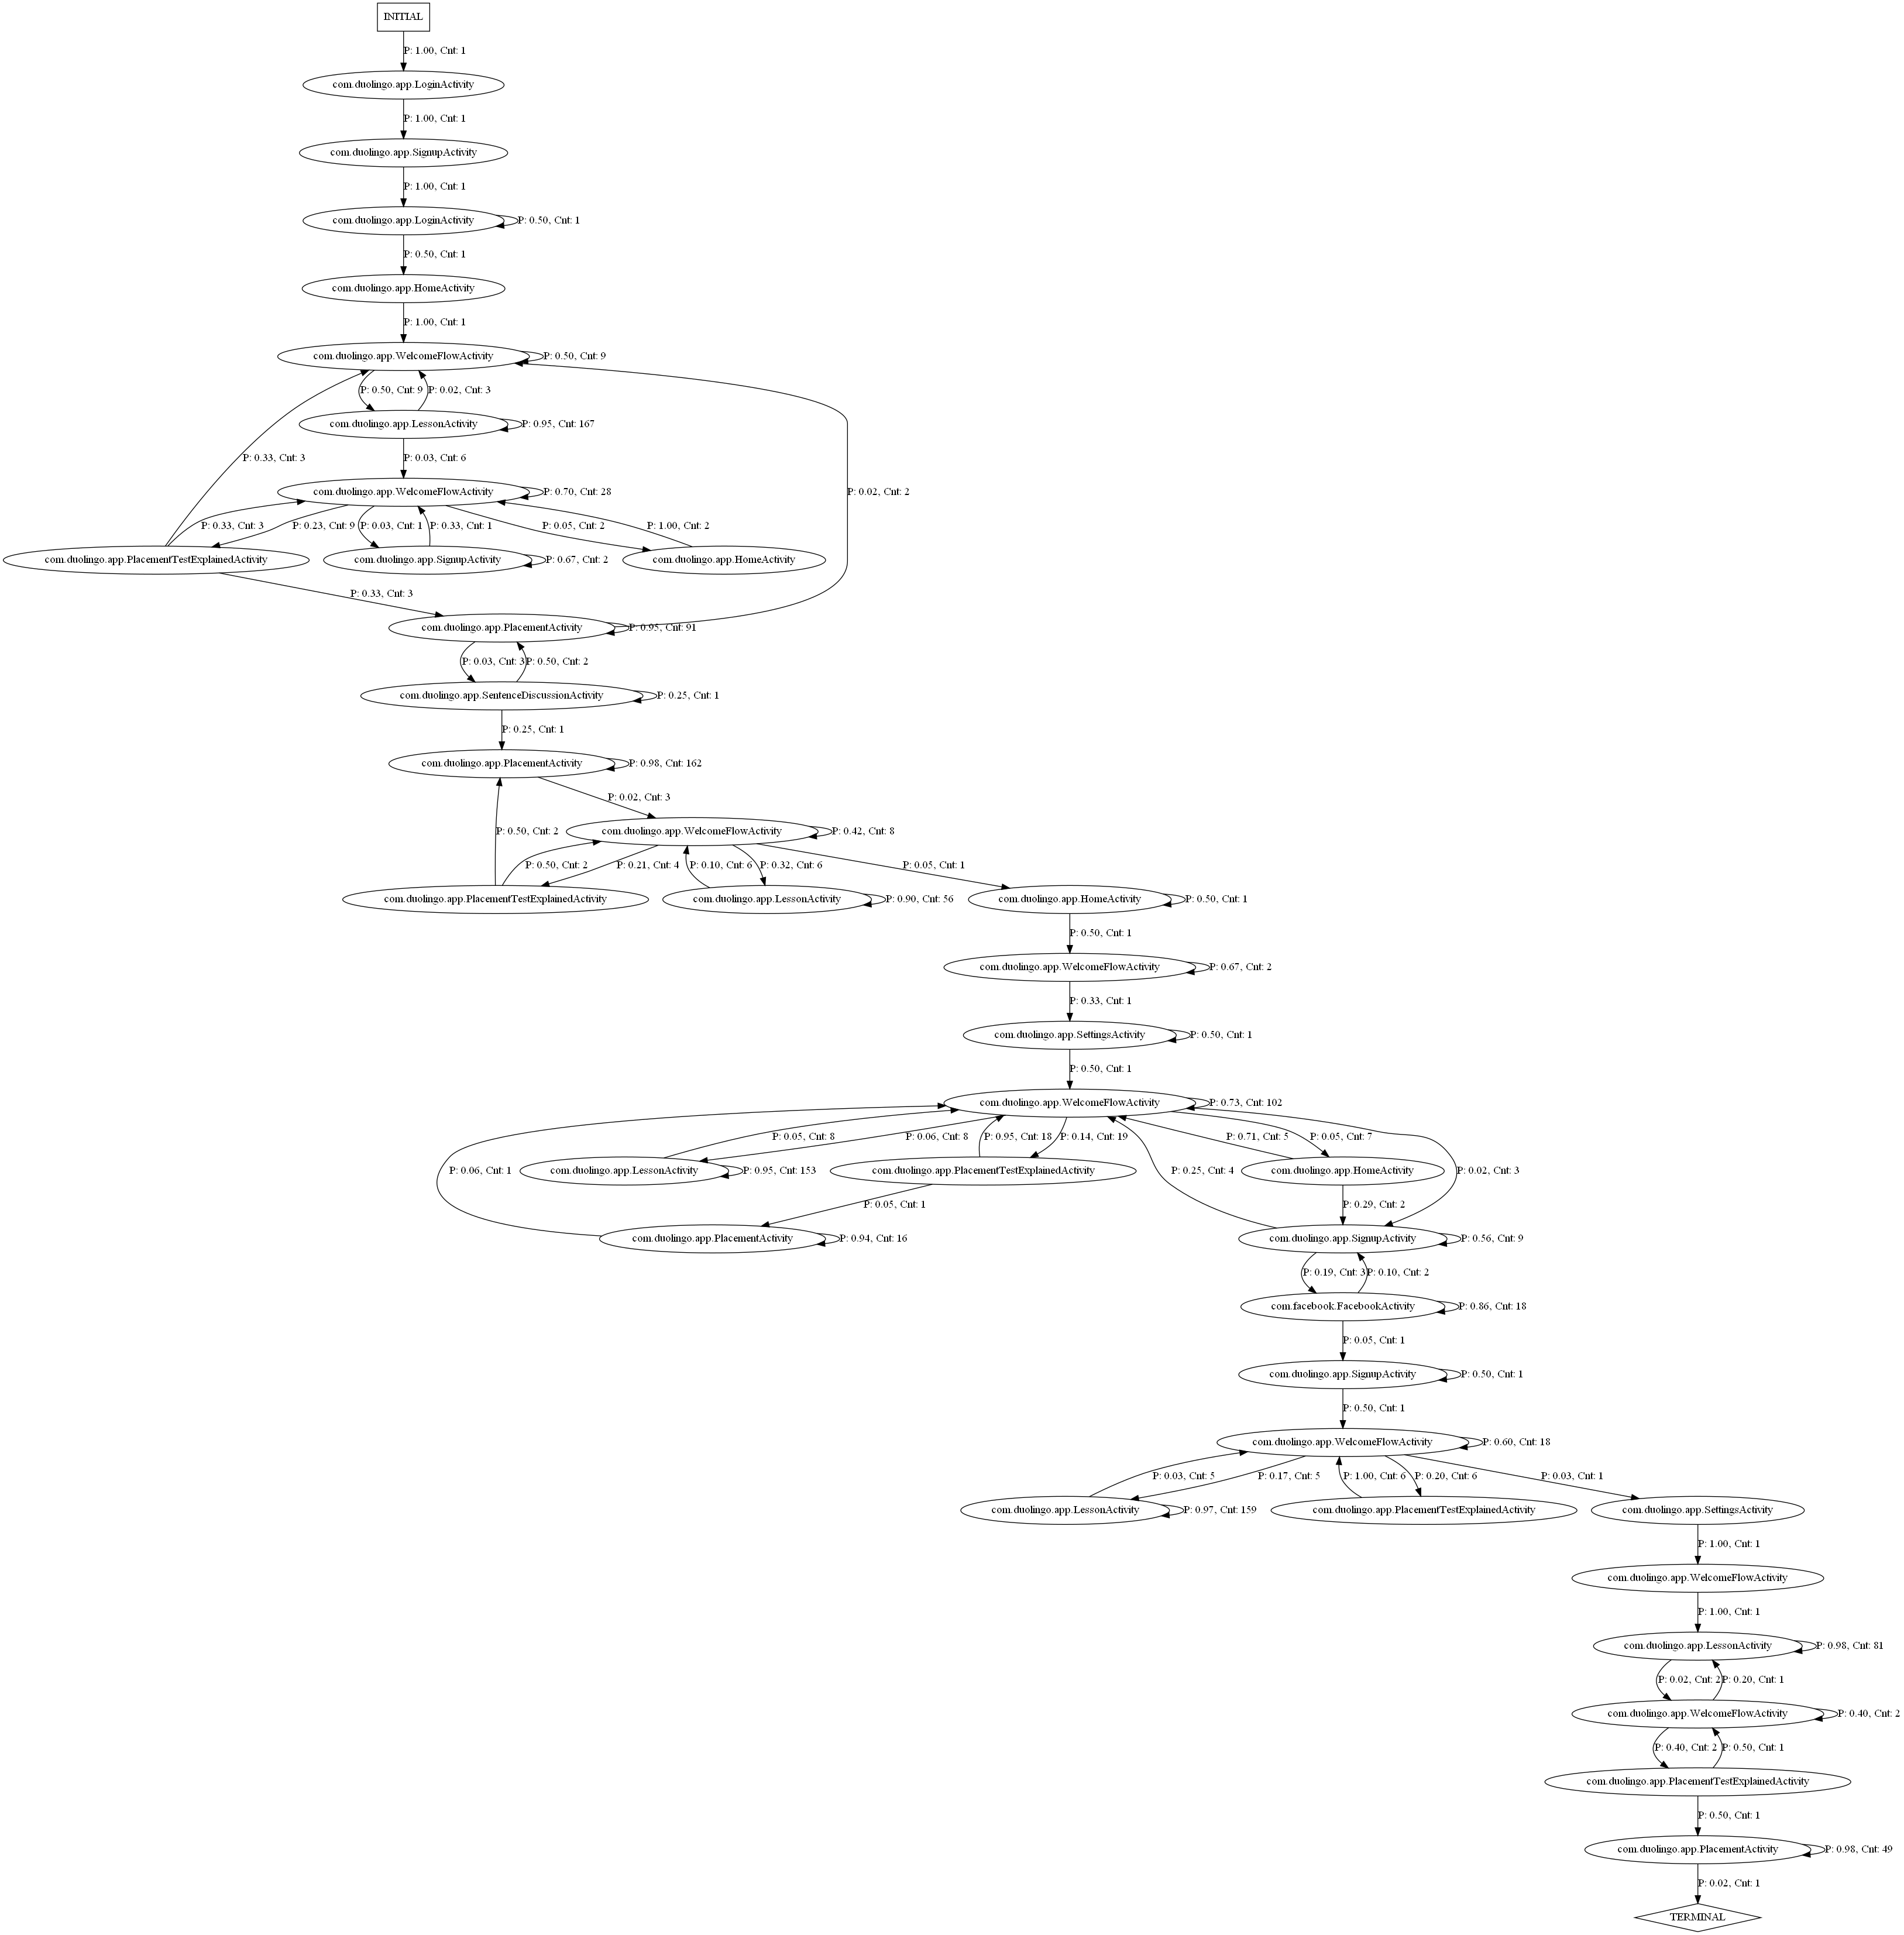 INITIAL
P: 1.00, Cnt: 1
com.duolingo.app.LoginActivity
P: 1.00, Cnt: 1
com.duolingo.app.SignupActivity
P: 1.00, Cnt: 1
com.duolingo.app.LoginActivity
P: 0.50, Cnt: 1
P: 0.50, Cnt: 1
com.duolingo.app.HomeActivity
P: 1.00, Cnt: 1
com.duolingo.app.WelcomeFlowActivity
P: 0.50, Cnt: 9
P: 0.50, Cnt: 9
P: 0.02, Cnt: 3
com.duolingo.app.LessonActivity
P: 0.95, Cnt: 167
P: 0.33, Cnt: 3
P: 0.03, Cnt: 6
com.duolingo.app.WelcomeFlowActivity
P: 0.70, Cnt: 28
P: 0.02, Cnt: 2
P: 0.33, Cnt: 3
P: 0.23, Cnt: 9
P: 0.03, Cnt: 1
P: 0.33, Cnt: 1
P: 0.05, Cnt: 2
P: 1.00, Cnt: 2
com.duolingo.app.PlacementTestExplainedActivity
com.duolingo.app.SignupActivity
P: 0.67, Cnt: 2
com.duolingo.app.HomeActivity
P: 0.33, Cnt: 3
com.duolingo.app.PlacementActivity
P: 0.95, Cnt: 91
P: 0.03, Cnt: 3
P: 0.50, Cnt: 2
com.duolingo.app.SentenceDiscussionActivity
P: 0.25, Cnt: 1
P: 0.25, Cnt: 1
com.duolingo.app.PlacementActivity
P: 0.98, Cnt: 162
P: 0.02, Cnt: 3
P: 0.50, Cnt: 2
com.duolingo.app.WelcomeFlowActivity
P: 0.42, Cnt: 8
P: 0.50, Cnt: 2
P: 0.21, Cnt: 4
P: 0.10, Cnt: 6
P: 0.32, Cnt: 6
P: 0.05, Cnt: 1
com.duolingo.app.PlacementTestExplainedActivity
com.duolingo.app.LessonActivity
P: 0.90, Cnt: 56
com.duolingo.app.HomeActivity
P: 0.50, Cnt: 1
P: 0.50, Cnt: 1
com.duolingo.app.WelcomeFlowActivity
P: 0.67, Cnt: 2
P: 0.33, Cnt: 1
com.duolingo.app.SettingsActivity
P: 0.50, Cnt: 1
P: 0.50, Cnt: 1
com.duolingo.app.WelcomeFlowActivity
P: 0.73, Cnt: 102
P: 0.05, Cnt: 8
P: 0.06, Cnt: 8
P: 0.95, Cnt: 18
P: 0.14, Cnt: 19
P: 0.71, Cnt: 5
P: 0.05, Cnt: 7
P: 0.06, Cnt: 1
com.duolingo.app.LessonActivity
P: 0.95, Cnt: 153
com.duolingo.app.PlacementTestExplainedActivity
P: 0.25, Cnt: 4
com.duolingo.app.HomeActivity
P: 0.02, Cnt: 3
P: 0.05, Cnt: 1
P: 0.29, Cnt: 2
com.duolingo.app.PlacementActivity
P: 0.94, Cnt: 16
com.duolingo.app.SignupActivity
P: 0.56, Cnt: 9
P: 0.19, Cnt: 3
P: 0.10, Cnt: 2
com.facebook.FacebookActivity
P: 0.86, Cnt: 18
P: 0.05, Cnt: 1
com.duolingo.app.SignupActivity
P: 0.50, Cnt: 1
P: 0.50, Cnt: 1
com.duolingo.app.WelcomeFlowActivity
P: 0.60, Cnt: 18
P: 0.03, Cnt: 5
P: 0.17, Cnt: 5
P: 1.00, Cnt: 6
P: 0.20, Cnt: 6
P: 0.03, Cnt: 1
com.duolingo.app.LessonActivity
P: 0.97, Cnt: 159
com.duolingo.app.PlacementTestExplainedActivity
com.duolingo.app.SettingsActivity
P: 1.00, Cnt: 1
com.duolingo.app.WelcomeFlowActivity
P: 1.00, Cnt: 1
com.duolingo.app.LessonActivity
P: 0.98, Cnt: 81
P: 0.02, Cnt: 2
P: 0.20, Cnt: 1
com.duolingo.app.WelcomeFlowActivity
P: 0.40, Cnt: 2
P: 0.40, Cnt: 2
P: 0.50, Cnt: 1
com.duolingo.app.PlacementTestExplainedActivity
P: 0.50, Cnt: 1
com.duolingo.app.PlacementActivity
P: 0.98, Cnt: 49
P: 0.02, Cnt: 1
TERMINAL